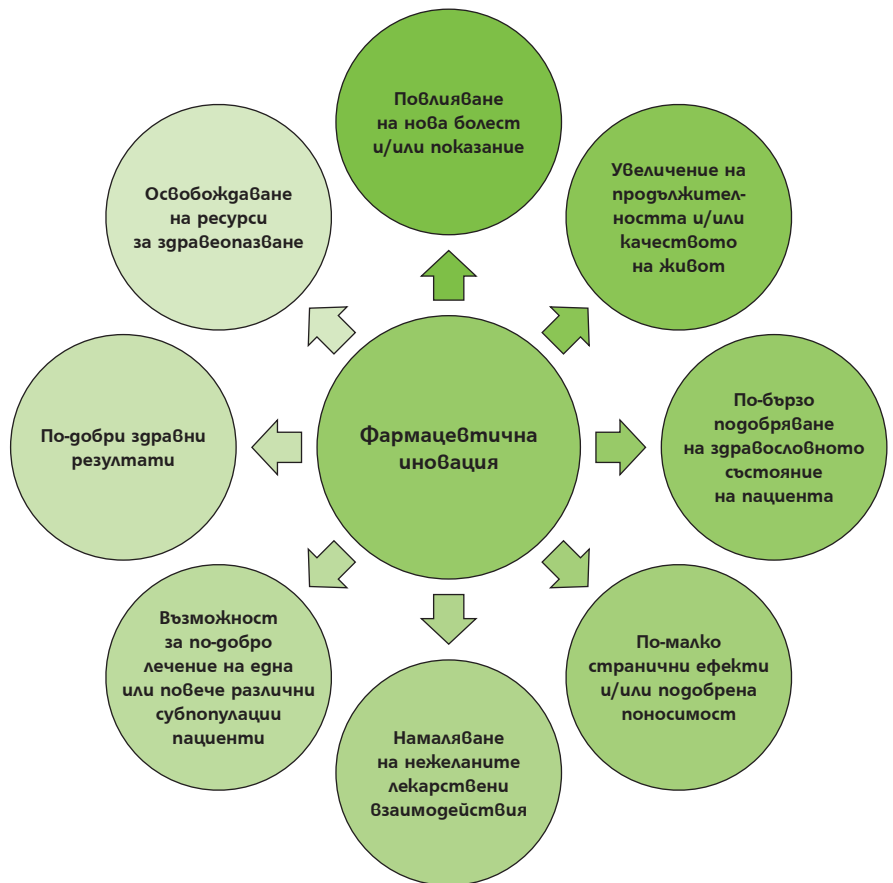 Повлияване
на нова болест
и/или показание
Увеличение на
продължител-
ността и/или
качеството
на живот
По-бързо
подобряване
на здравословното
състояние
на пациента
По-малко
странични ефекти
и/или подобрена
поносимост
Намаляване
на нежеланите
лекарствени
взаимодействия
Възможност
за по-добро
лечение на една
или повече различни
субпопулации
пациенти
По-добри здравни
резултати
Освобождаване
на ресурси
за здравеопазване
Фармацевтична
иновация